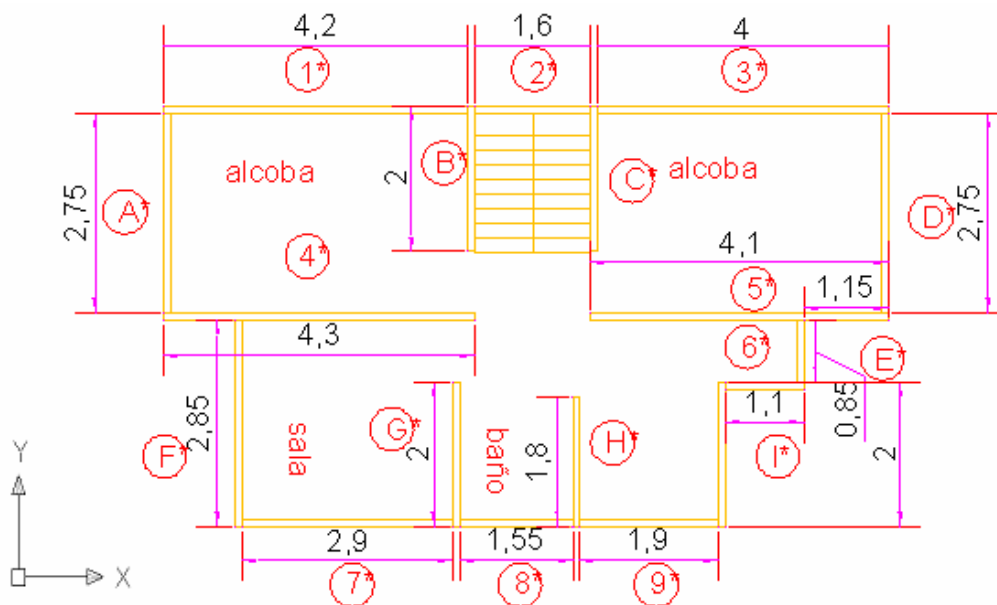 4,2 1,6 4
1* 2* 3*
alcoba B* C* alcoba
A* 2,75 2 D* 2,75
4* 4,1
5* 1,15
4,3 6* E*
0,85
F* 2,85 sala G* 2 baño 1,8 H* 1,1 I* 2
Y
2,9 1,55 1,9
X
7* 8* 9*